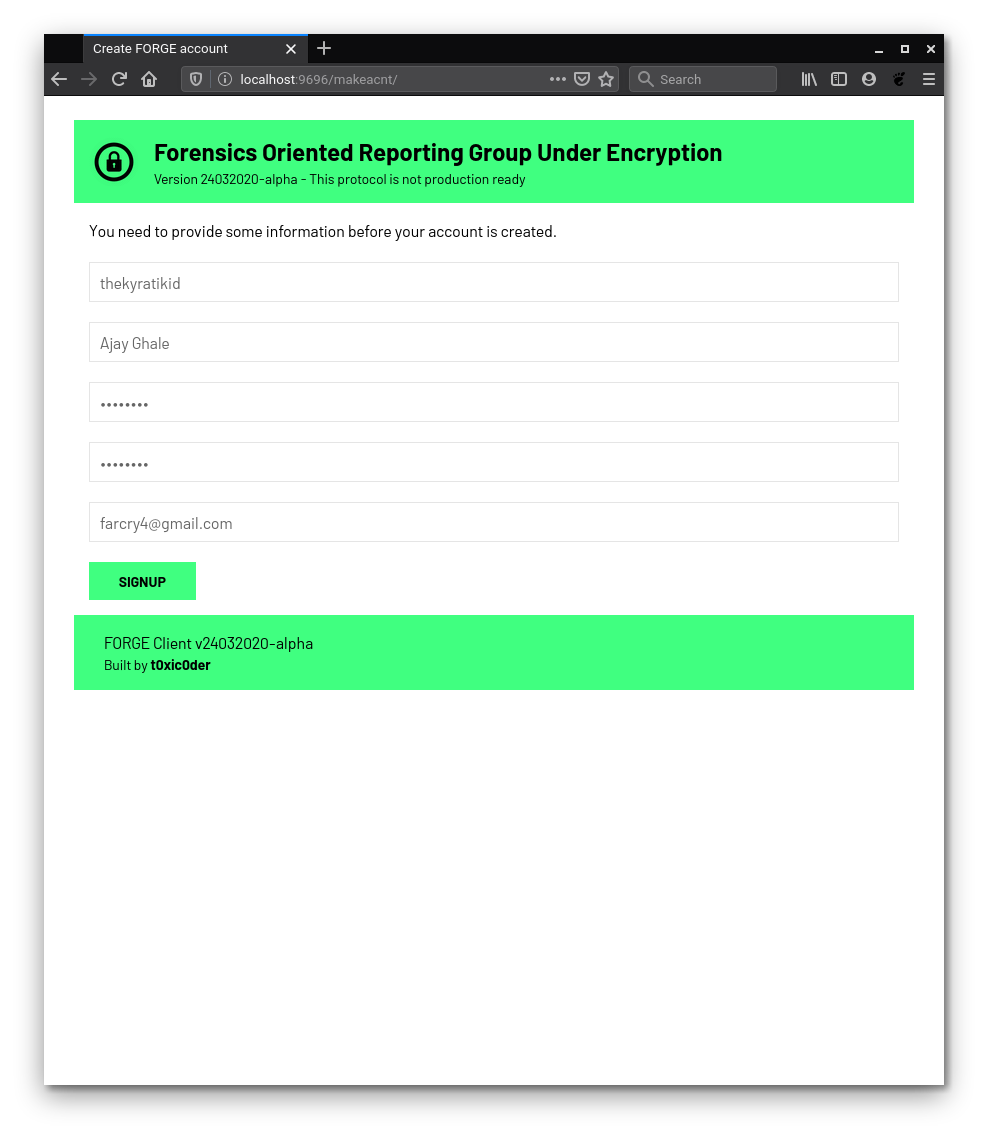 Create FORGE account
localhost:9696/makeacnt/
Search
Forensics Oriented Reporting Group Under Encryption
Version 24032020-alpha - This protocol is not production ready
You need to provide some information before your account is created.
thekyratikid
Ajay Ghale
••••••••
••••••••
farcry4@gmail.com
SIGNUP
FORGE Client v24032020-alpha
Built by t0xic0der